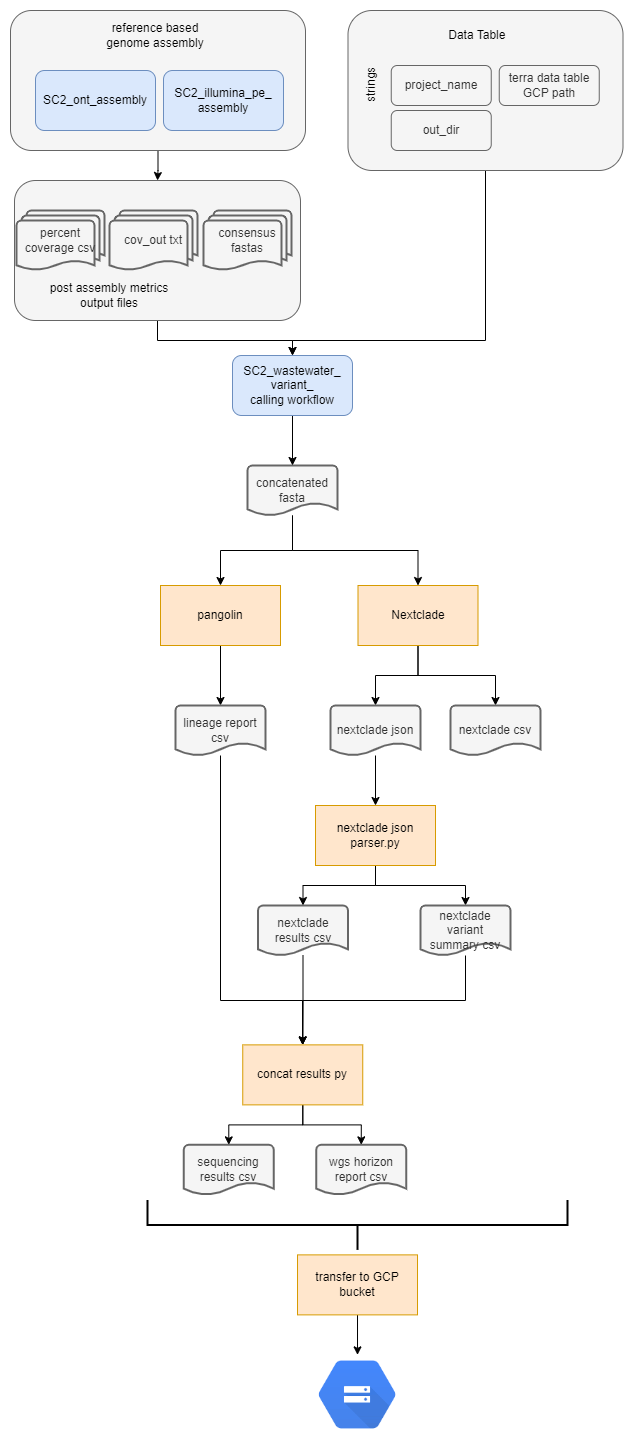 reference based
genome assembly
SC2_ont_assembly
SC2_illumina_pe_
assembly
Data Table
strings
project_name
terra data table
GCP path
out_dir
percent
coverage csv
cov_out txt
consensus
fastas
post assembly metrics
output files
SC2_wastewater_
variant_
calling workflow
concatenated
fasta
pangolin
Nextclade
lineage report
csv
nextclade json
nextclade csv
nextclade json
parser.py
nextclade
results csv
nextclade
variant
summary csv
concat results py
sequencing
results csv
wgs horizon
report csv
transfer to GCP
bucket